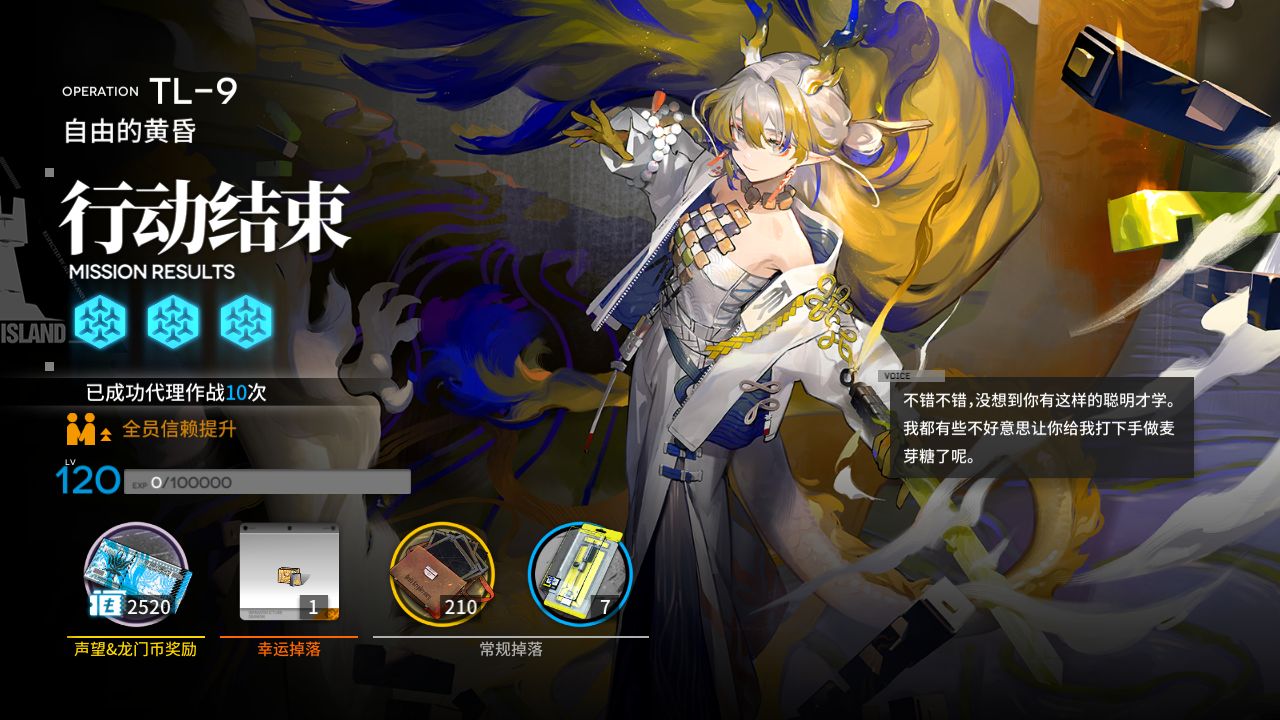 OPERATION TL-9
自由的黄昏
行动结束
MISSION RESULTS
ISLAND
已成功代理作战10次
全员信赖提升
LV
120
EXP 0/100000
VOICE
不错不错,没想到你有这样的聪明才学。
我都有些不好意思让你给我打下手做麦
芽糖了呢。
2520
1
210
7
声望&龙门币奖励
幸运掉落
常规掉落